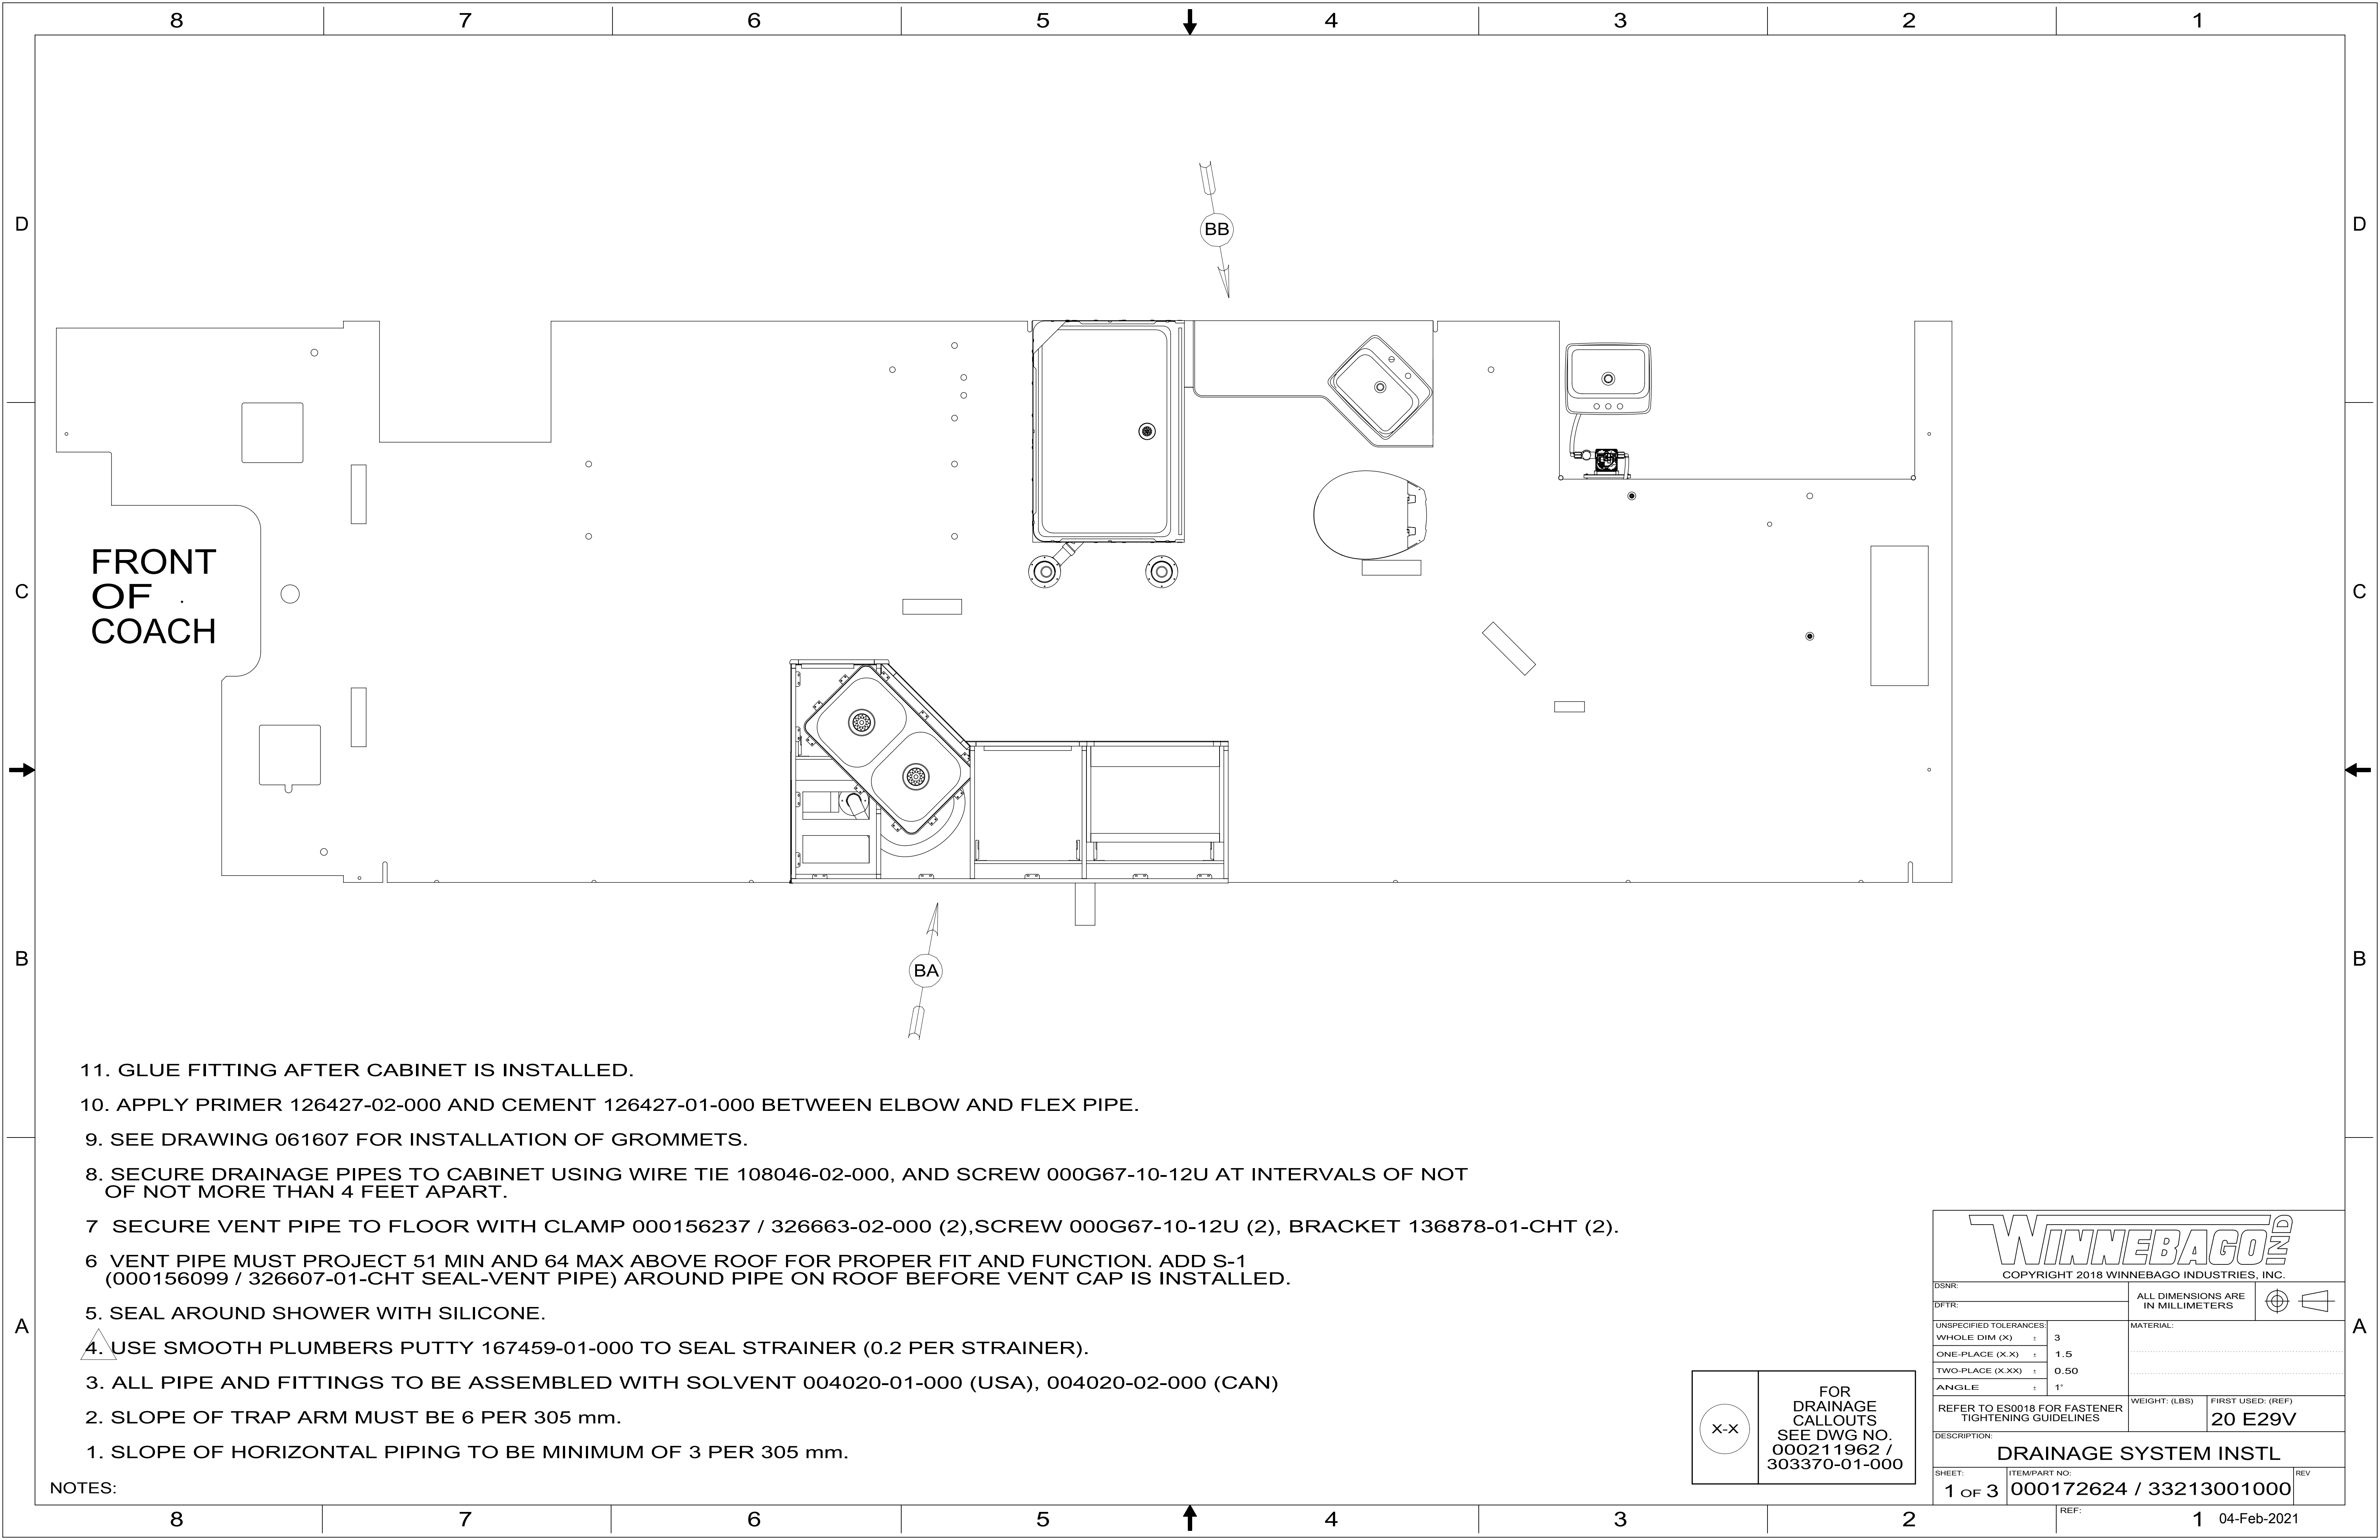 8 7 6 5 4 3 2 1
D D
BB
FRONT
OF
COACH
C C
BA
B B
11. GLUE FITTING AFTER CABINET IS INSTALLED.
10. APPLY PRIMER 126427-02-000 AND CEMENT 126427-01-000 BETWEEN ELBOW AND FLEX PIPE.
9. SEE DRAWING 061607 FOR INSTALLATION OF GROMMETS.
8. SECURE DRAINAGE PIPES TO CABINET USING WIRE TIE 108046-02-000, AND SCREW 000G67-10-12U AT INTERVALS OF NOT
OF NOT MORE THAN 4 FEET APART.
7 SECURE VENT PIPE TO FLOOR WITH CLAMP 000156237 / 326663-02-000 (2),SCREW 000G67-10-12U (2), BRACKET 136878-01-CHT (2).
6 VENT PIPE MUST PROJECT 51 MIN AND 64 MAX ABOVE ROOF FOR PROPER FIT AND FUNCTION. ADD S-1
(000156099 / 326607-01-CHT SEAL-VENT PIPE) AROUND PIPE ON ROOF BEFORE VENT CAP IS INSTALLED.
5. SEAL AROUND SHOWER WITH SILICONE.
4. USE SMOOTH PLUMBERS PUTTY 167459-01-000 TO SEAL STRAINER (0.2 PER STRAINER).
3. ALL PIPE AND FITTINGS TO BE ASSEMBLED WITH SOLVENT 004020-01-000 (USA), 004020-02-000 (CAN)
2. SLOPE OF TRAP ARM MUST BE 6 PER 305 mm.
1. SLOPE OF HORIZONTAL PIPING TO BE MINIMUM OF 3 PER 305 mm.
NOTES:
A A
X-X
FOR
DRAINAGE
CALLOUTS
SEE DWG NO.
000211962 /
303370-01-000
WINNEBAGO IND
COPYRIGHT 2018 WINNEBAGO INDUSTRIES, INC.
DSNR:
DFTR:
ALL DIMENSIONS ARE
IN MILLIMETERS
UNSPECIFIED TOLERANCES:
WHOLE DIM (X) ± 3
ONE-PLACE (X.X) ± 1.5
TWO-PLACE (X.XX) ± 0.50
ANGLE ± 1°
MATERIAL:
REFER TO ES0018 FOR FASTENER
TIGHTENING GUIDELINES
WEIGHT: (LBS)
FIRST USED: (REF)
20 E29V
DESCRIPTION:
DRAINAGE SYSTEM INSTL
SHEET:
1 OF 3
ITEM/PART NO:
000172624 / 33213001000
REV
REF:
8 7 6 5 4 3 2 1
04-Feb-2021